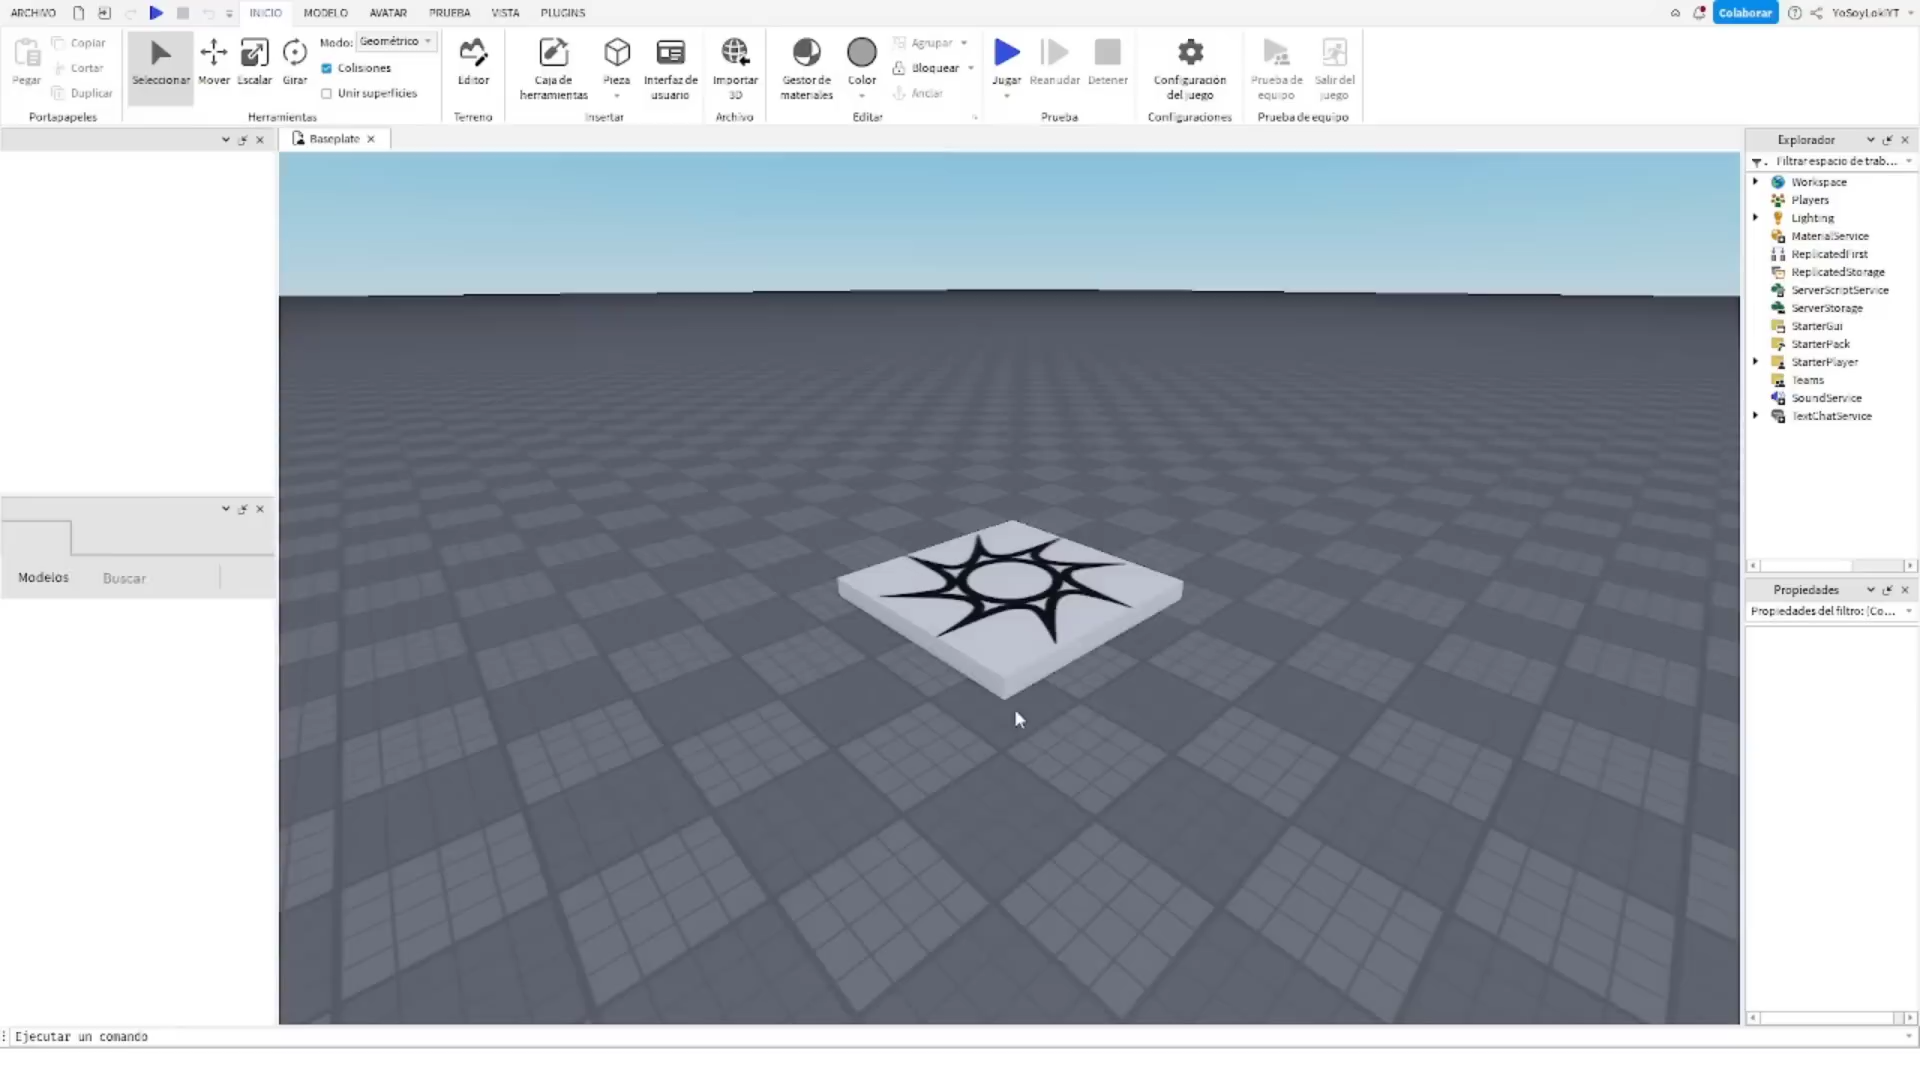 ARCHIVO INICIO MODELO AVATAR PRUEBA VISTA PLUGINS Colaborar YoSoyLokiYT
Pegar Copiar Cortar Duplicar
Portapapeles
Seleccionar Mover Escalar Girar
Modo: Geométrico
Colisiones
Unir superficies
Herramientas
Editor
Terreno
Caja de herramientas
Pieza
Interfaz de usuario
Insertar
Importar 3D
Archivo
Gestor de materiales
Color
Agrupar
Bloquear
Anclar
Editar
Jugar Reanudar Detener
Prueba
Configuración del juego
Configuraciones
Prueba de equipo
Salir del juego
Prueba de equipo
Baseplate
Modelos Buscar
Explorador
Filtrar espacio de trab...
Workspace
Players
Lighting
MaterialService
ReplicatedFirst
ReplicatedStorage
ServerScriptService
ServerStorage
StarterGui
StarterPack
StarterPlayer
Teams
SoundService
TextChatService
Propiedades
Propiedades del filtro: (Co...
Ejecutar un comando